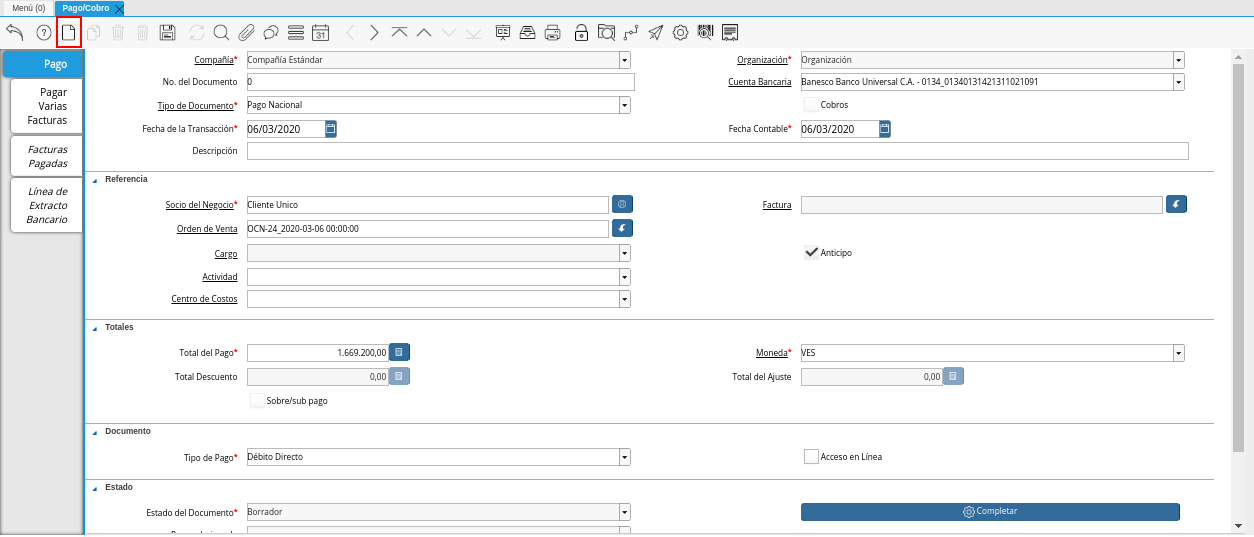 Menú (0) Pago/Cobro
31
Pago
Pagar
Varias
Facturas
Facturas
Pagadas
Línea de
Extracto
Bancario
Compañía* Compañía Estándar Organización* Organización
No. del Documento 0 Cuenta Bancaria Banesco Banco Universal C.A. - 0134_01340131421311021091
Tipo de Documento* Pago Nacional Cobros
Fecha de la Transacción* 06/03/2020 Fecha Contable* 06/03/2020
Descripción
Referencia
Socio del Negocio* Cliente Unico Factura
Orden de Venta OCN-24_2020-03-06 00:00:00
Cargo Anticipo
Actividad
Centro de Costos
Totales
Total del Pago* 1.669.200,00 Moneda* VES
Total Descuento 0,00 Total del Ajuste 0,00
Sobre/sub pago
Documento
Tipo de Pago* Débito Directo Acceso en Línea
Estado
Estado del Documento* Borrador Completar